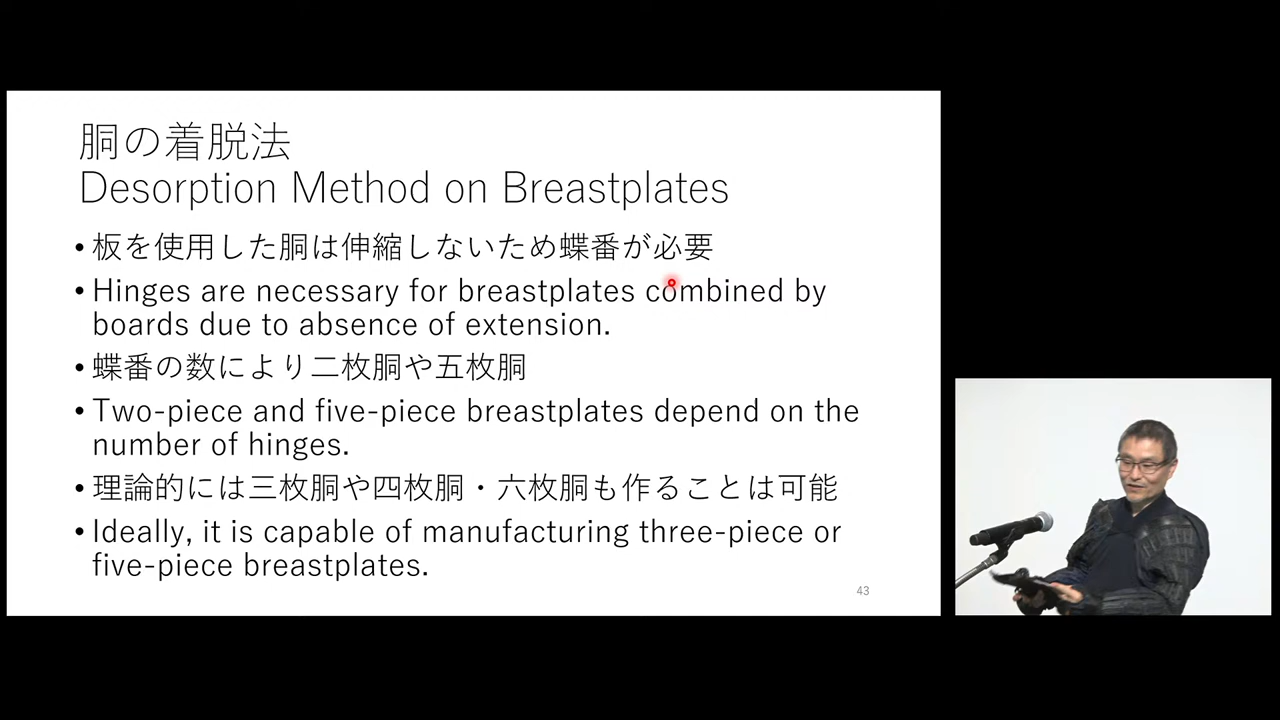 胴の着脱法
Desorption Method on Breastplates
•板を使用した胴は伸縮しないため蝶番が必要
•Hinges are necessary for breastplates combined by
boards due to absence of extension.
•蝶番の数により二枚胴や五枚胴
•Two-piece and five-piece breastplates depend on the
number of hinges.
•理論的には三枚胴や四枚胴・六枚胴も作ることは可能
•Ideally, it is capable of manufacturing three-piece or
five-piece breastplates.
43